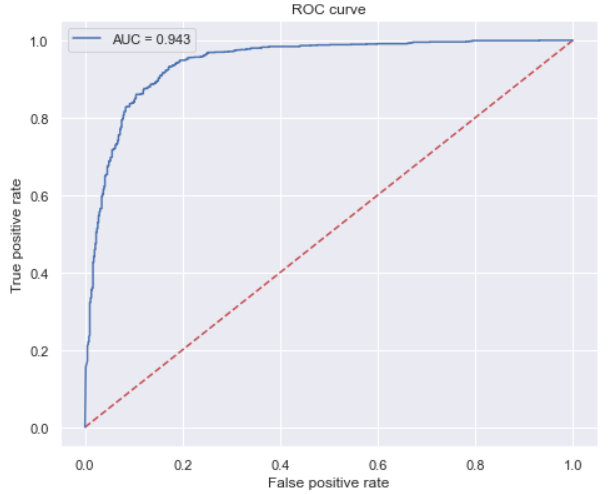 ROC curve
AUC = 0.943
1.0
0.8
0.6
0.4
0.2
0.0
True positive rate
0.0 0.2 0.4 0.6 0.8 1.0
False positive rate